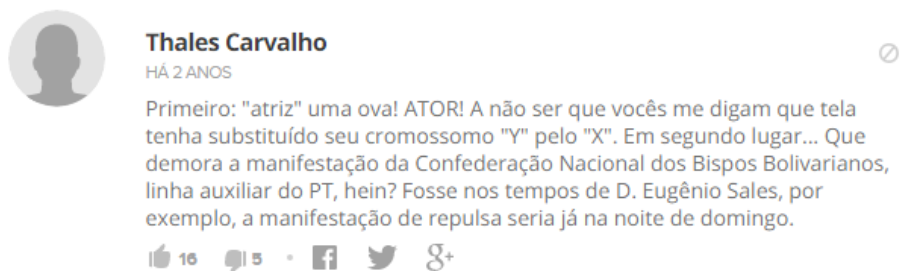 Thales Carvalho
HÁ 2 ANOS
Primeiro: "atriz" uma ova! ATOR! A não ser que vocês me digam que tela
tenha substituído seu cromossomo "Y" pelo "X". Em segundo lugar... Que
demora a manifestação da Confederação Nacional dos Bispos Bolivarianos,
linha auxiliar do PT, hein? Fosse nos tempos de D. Eugênio Sales, por
exemplo, a manifestação de repulsa seria já na noite de domingo.
16 5 f g+